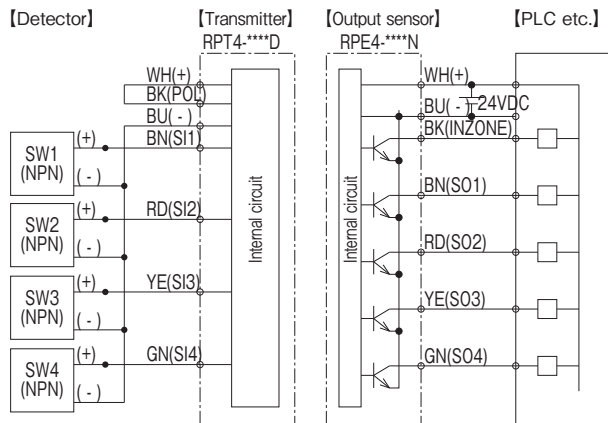 【Detector】
【Transmitter】
【Output sensor】
【PLC etc.】
RPT4-****D
RPE4-****N
WH(+)
BK(POL)
BU( - )
BN(SI1)
RD(SI2)
YE(SI3)
GN(SI4)
SW1
(NPN)
(+)
( - )
SW2
(NPN)
(+)
( - )
SW3
(NPN)
(+)
( - )
SW4
(NPN)
(+)
( - )
Internal circuit
Internal circuit
WH(+)
BU( - )
24VDC
BK(INZONE)
BN(SO1)
RD(SO2)
YE(SO3)
GN(SO4)